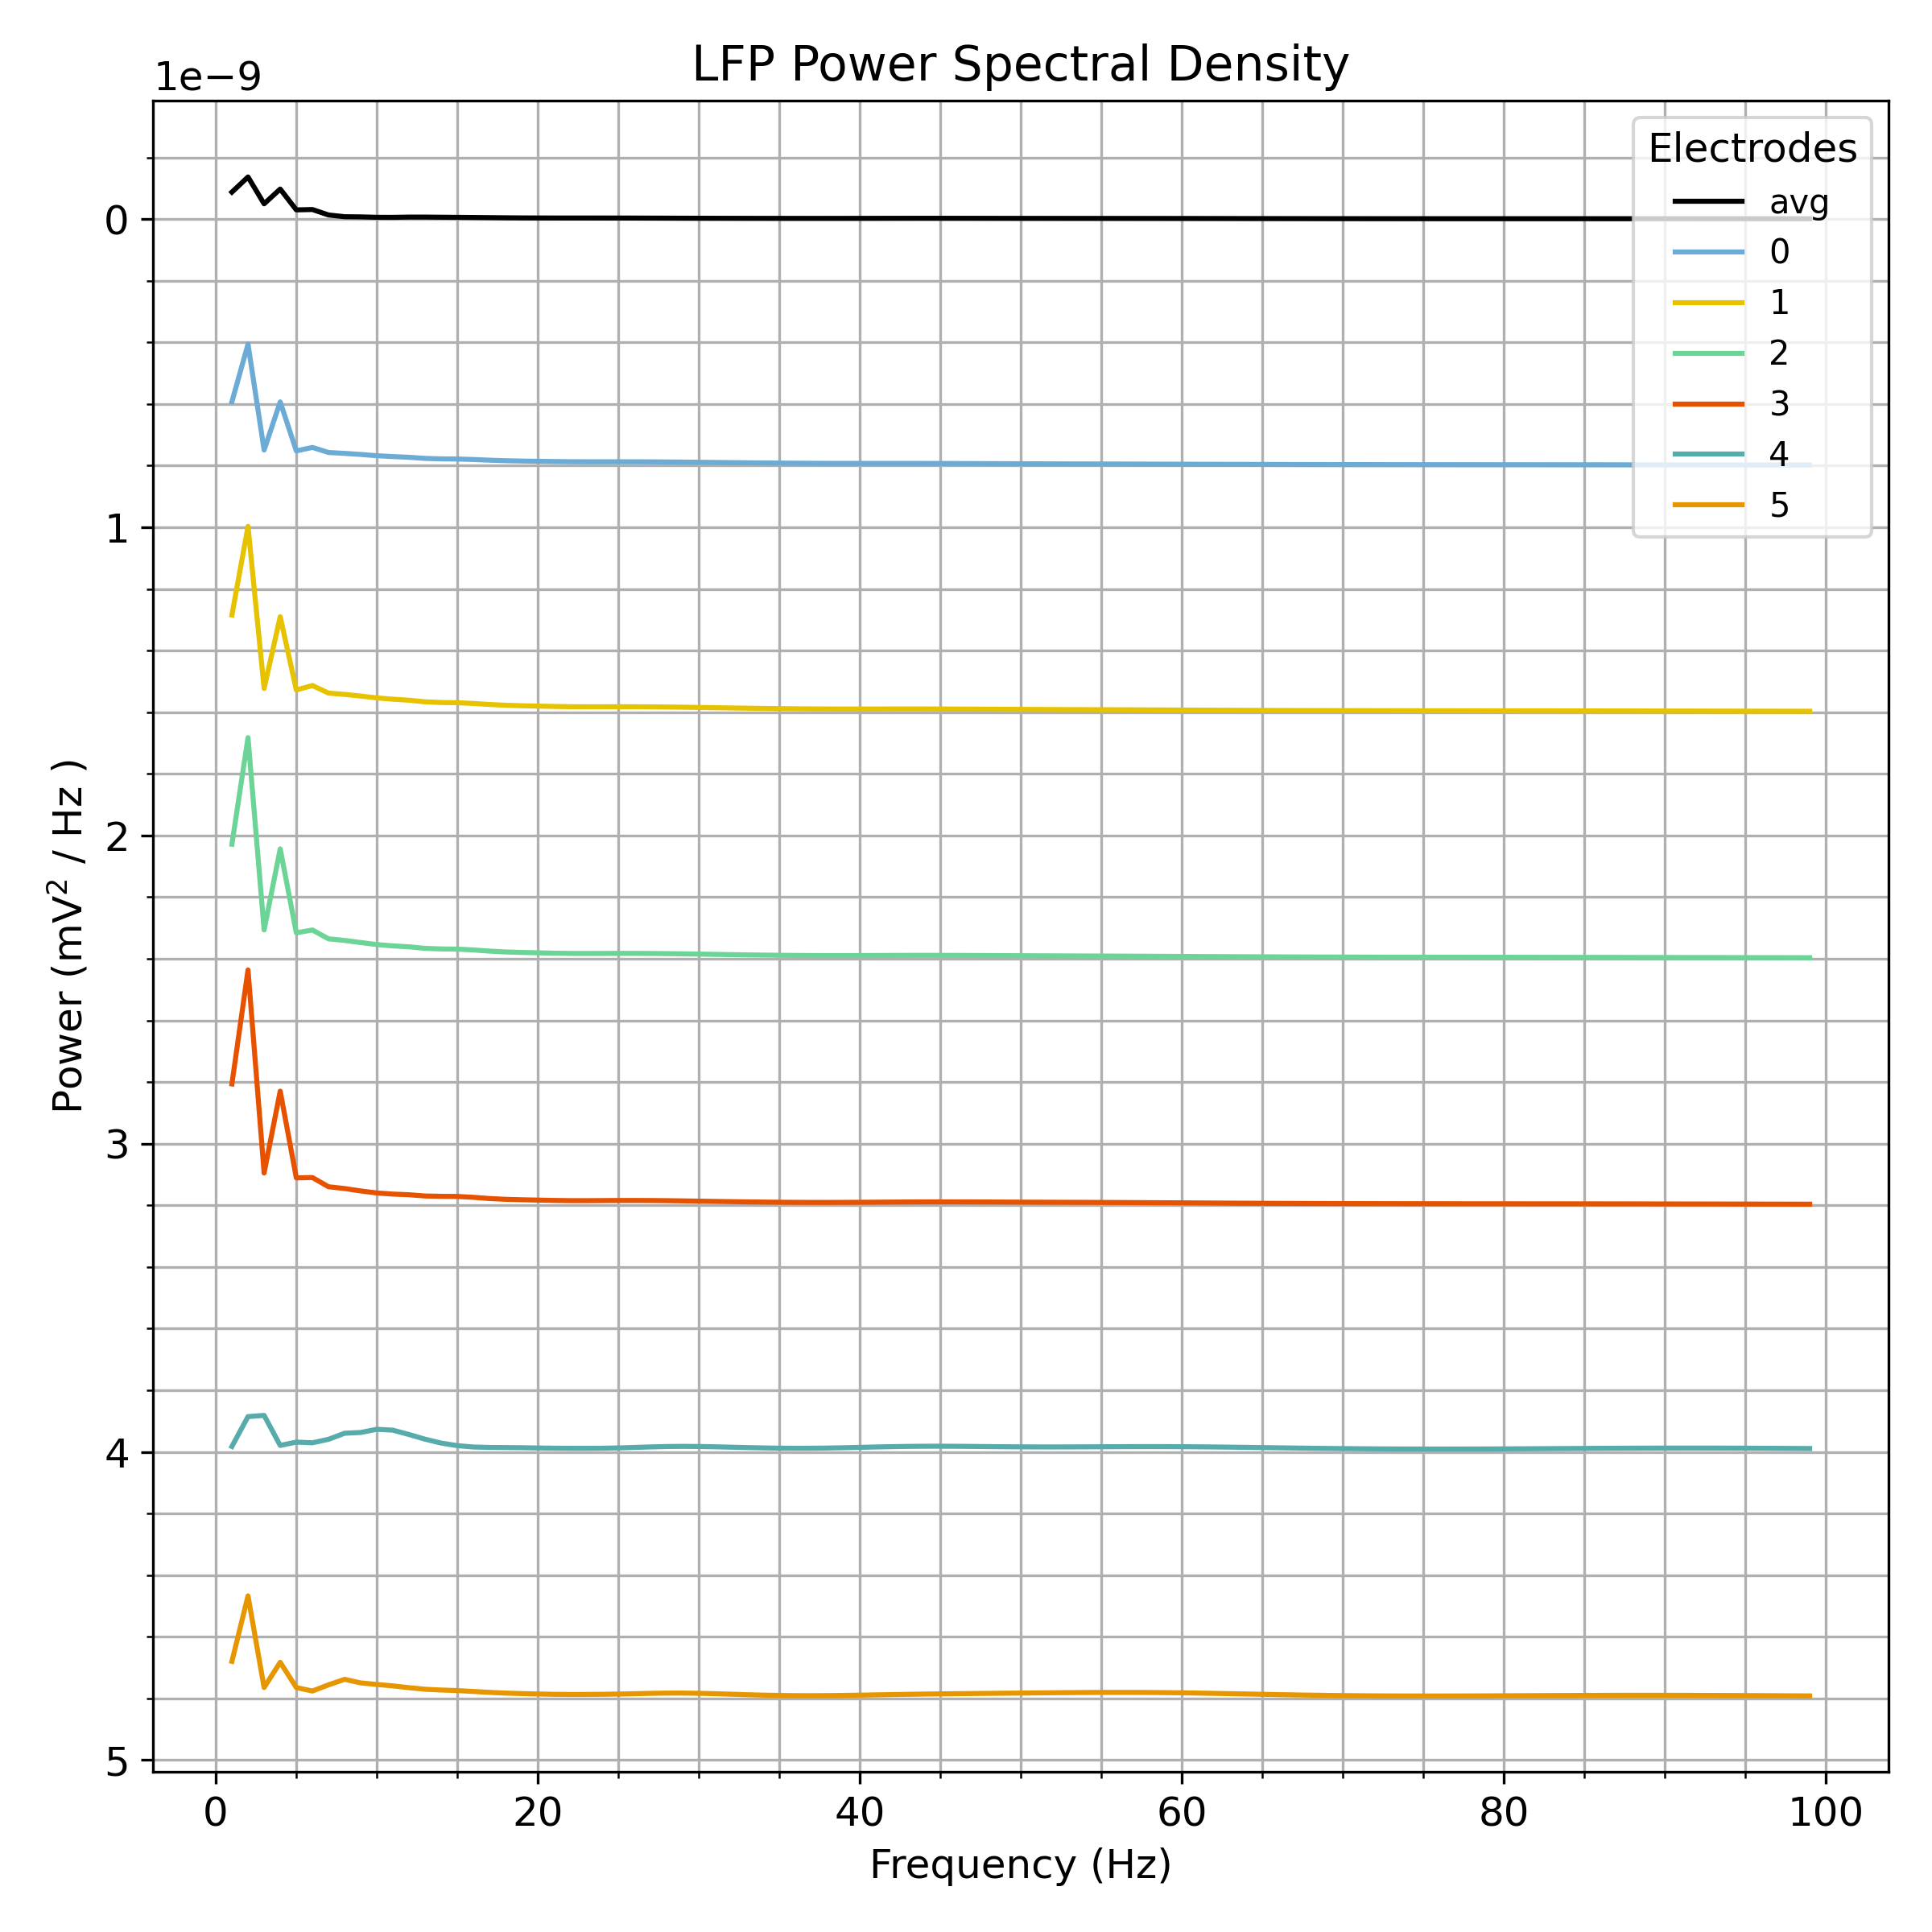 LFP Power Spectral Density
1e−9
Electrodes
avg
0
1
2
3
4
5
0
1
2
3
4
5
Power (mV² / Hz )
0 20 40 60 80 100
Frequency (Hz)